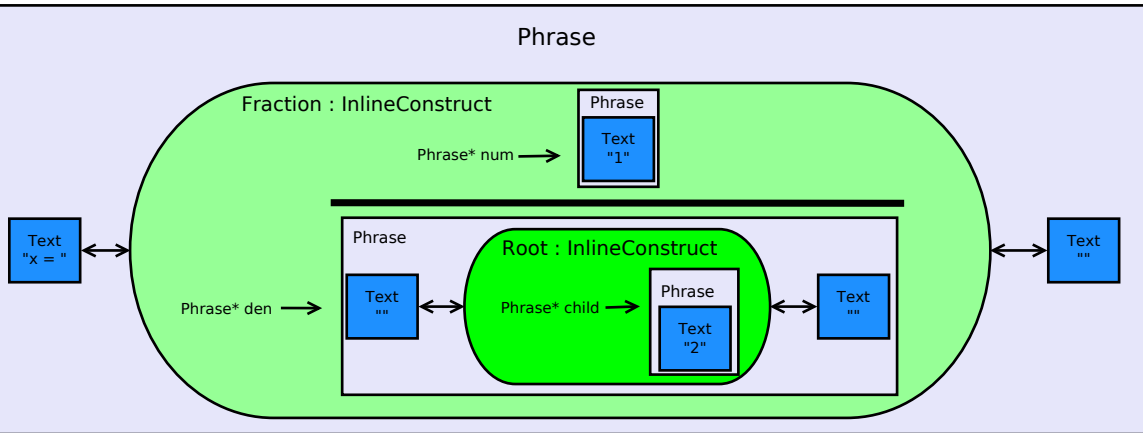 Phrase
Fraction : InlineConstruct
Phrase
Text
"1"
Phrase* num
Text
"x = "
Text
""
Phrase
Root : InlineConstruct
Phrase* den
Text
""
Phrase* child
Phrase
Text
"2"
Text
""